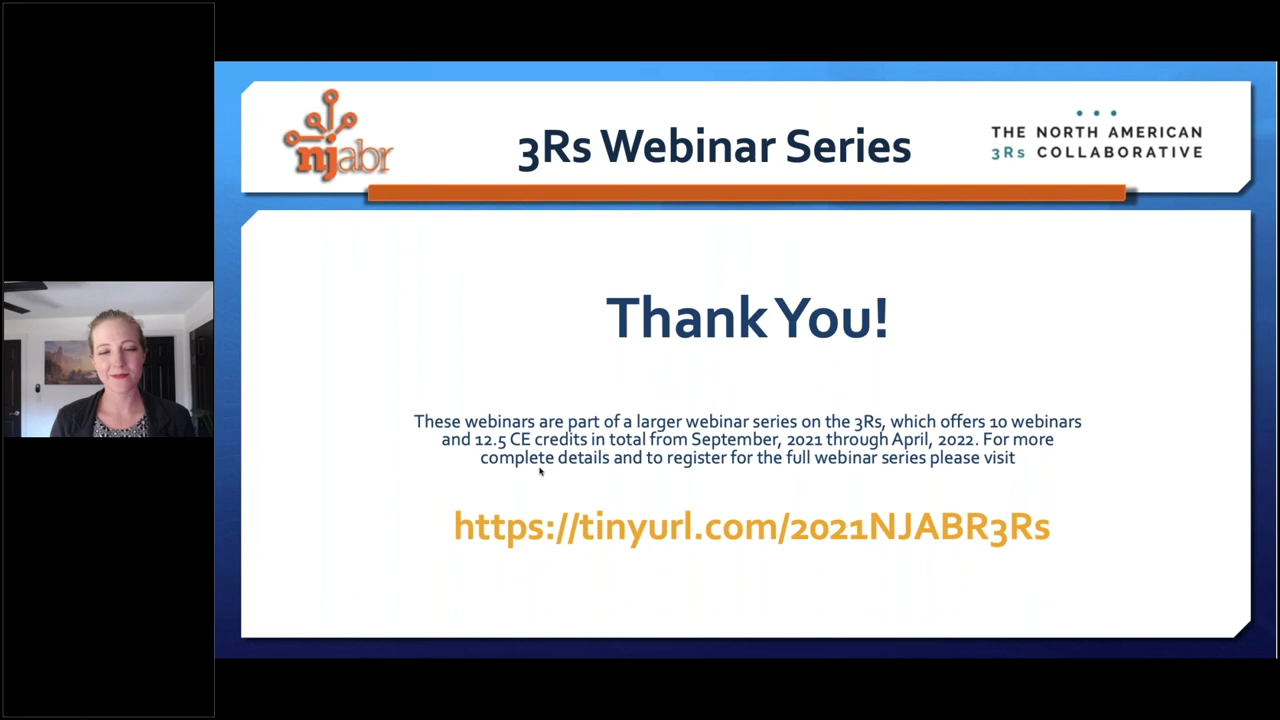 njabr
3Rs Webinar Series
THE NORTH AMERICAN
3Rs COLLABORATIVE
Thank You!
These webinars are part of a larger webinar series on the 3Rs, which offers 10 webinars
and 12.5 CE credits in total from September, 2021 through April, 2022. For more
complete details and to register for the full webinar series please visit
https://tinyurl.com/2021NJABR3Rs